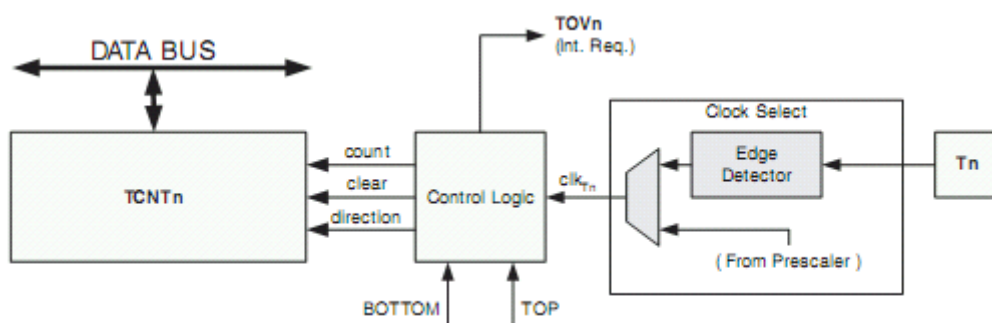 TOVn
(Int. Req.)
DATA BUS
Clock Select
count
Edge
Detector
Tn
TCNTn
clear
Control Logic
clkTn
direction
( From Prescaler )
BOTTOM
TOP